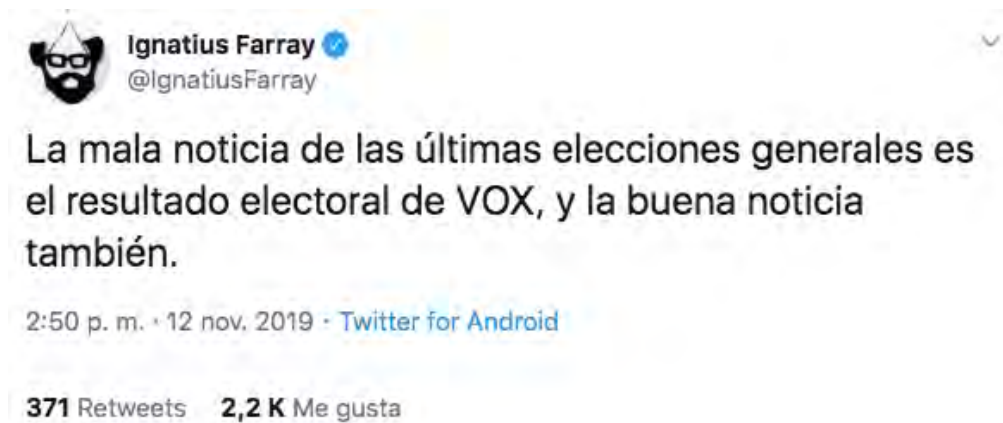 Ignatius Farray
@IgnatiusFarray
La mala noticia de las últimas elecciones generales es
el resultado electoral de VOX, y la buena noticia
también.
2:50 p. m. · 12 nov. 2019 · Twitter for Android
371 Retweets 2,2 K Me gusta